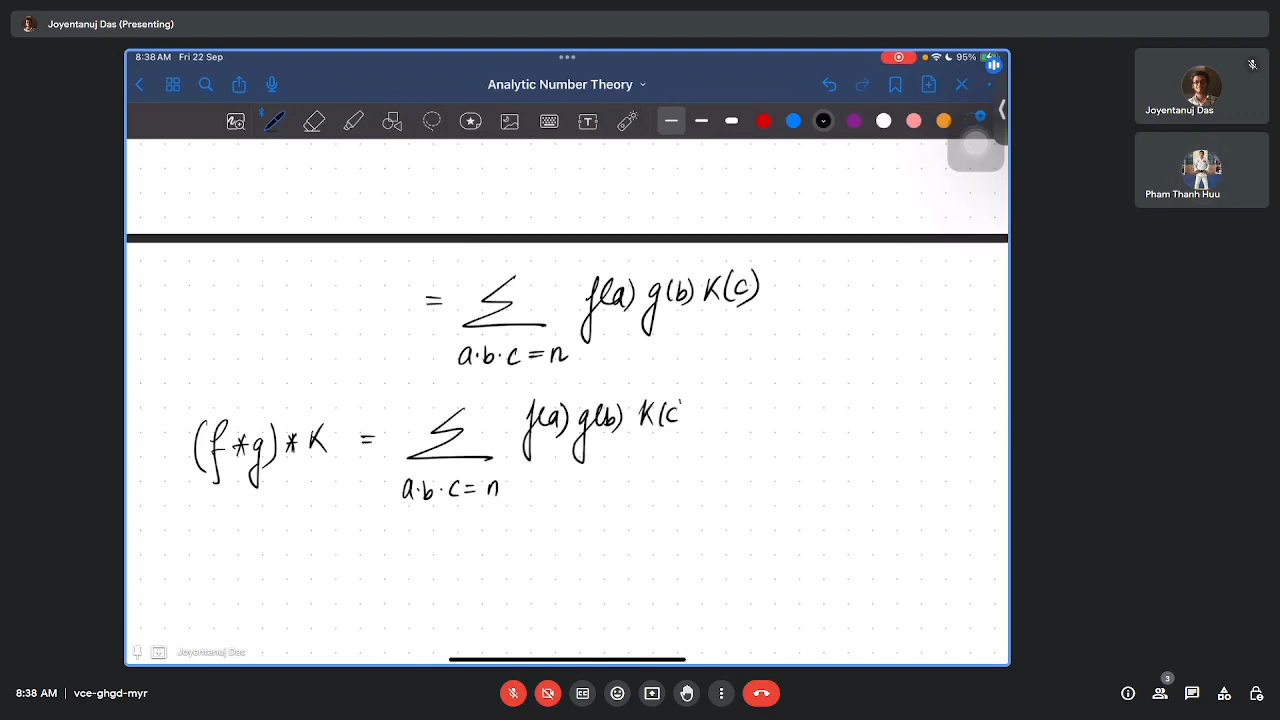 Joyentanuj Das (Presenting)
8:38 AM Fri 22 Sep
95%
Analytic Number Theory
= ∑ f(a) g(b) K(c)
a·b·c = n
(f * g) * K = ∑ f(a) g(b) K(c
a·b·c = n
Joyentanuj Das
Joyentanuj Das
Pham Thanh Huu
8:38 AM | vce-ghgd-myr
3